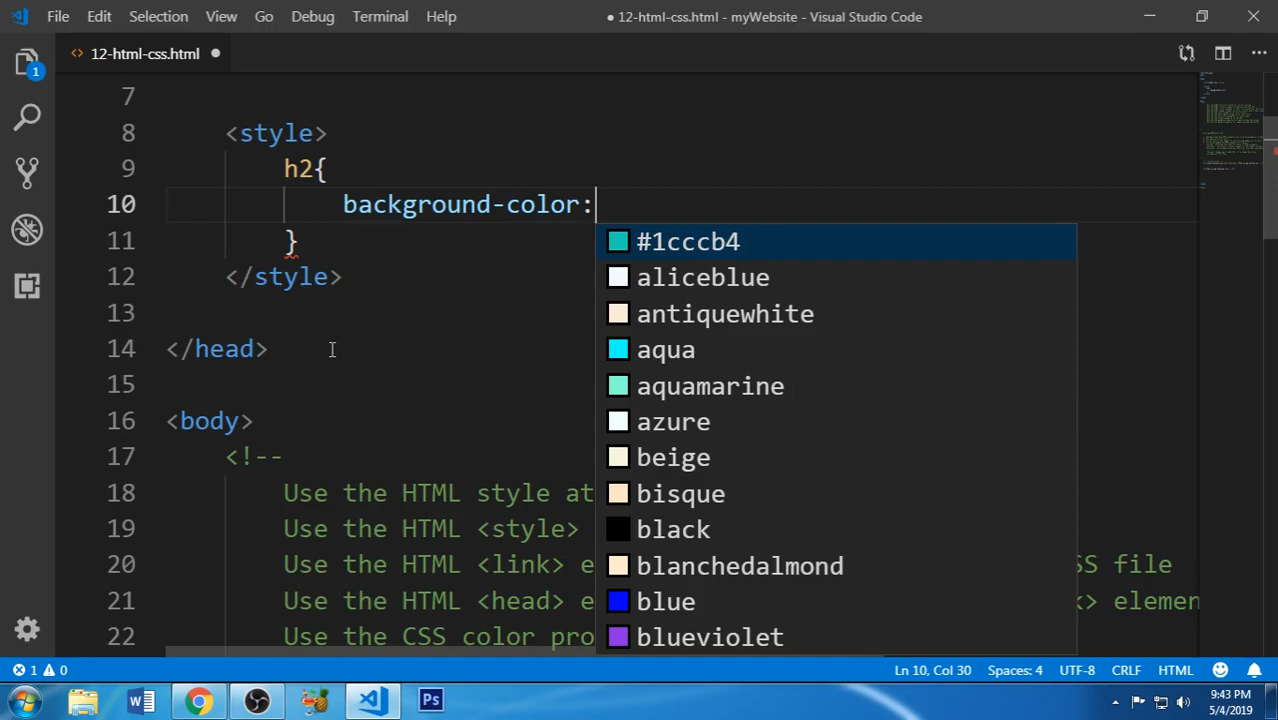 File Edit Selection View Go Debug Terminal Help ● 12-html-css.html - myWebsite - Visual Studio Code
1
<> 12-html-css.html ●
7
8 <style>
9 h2{
10 background-color:
11 }
12 </style>
13
14 </head>
15
16 <body>
17 <!--
18 Use the HTML style at
19 Use the HTML <style>
20 Use the HTML <link> e SS file
21 Use the HTML <head> e k> elemen
22 Use the CSS color pro
#1cccb4
aliceblue
antiquewhite
aqua
aquamarine
azure
beige
bisque
black
blanchedalmond
blue
blueviolet
1 0 Ln 10, Col 30 Spaces: 4 UTF-8 CRLF HTML
W Ps
9:43 PM
5/4/2019